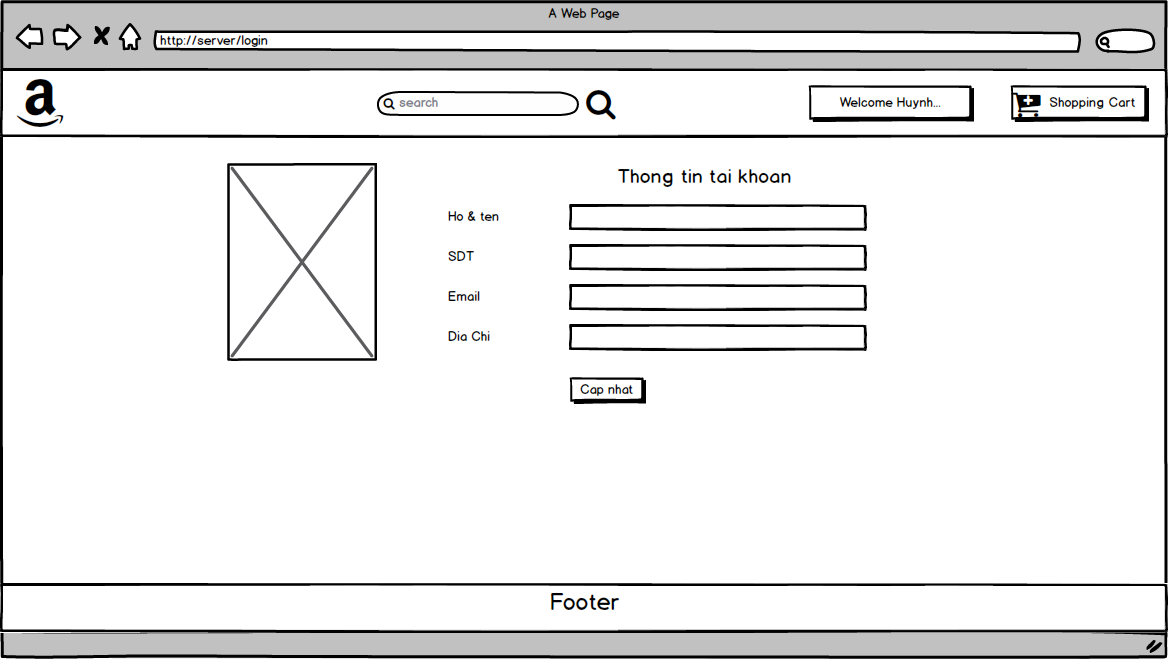 A Web Page
http://server/login
a
search
Welcome Huynh...
Shopping Cart
Thong tin tai khoan
Ho & ten
SDT
Email
Dia Chi
Cap nhat
Footer